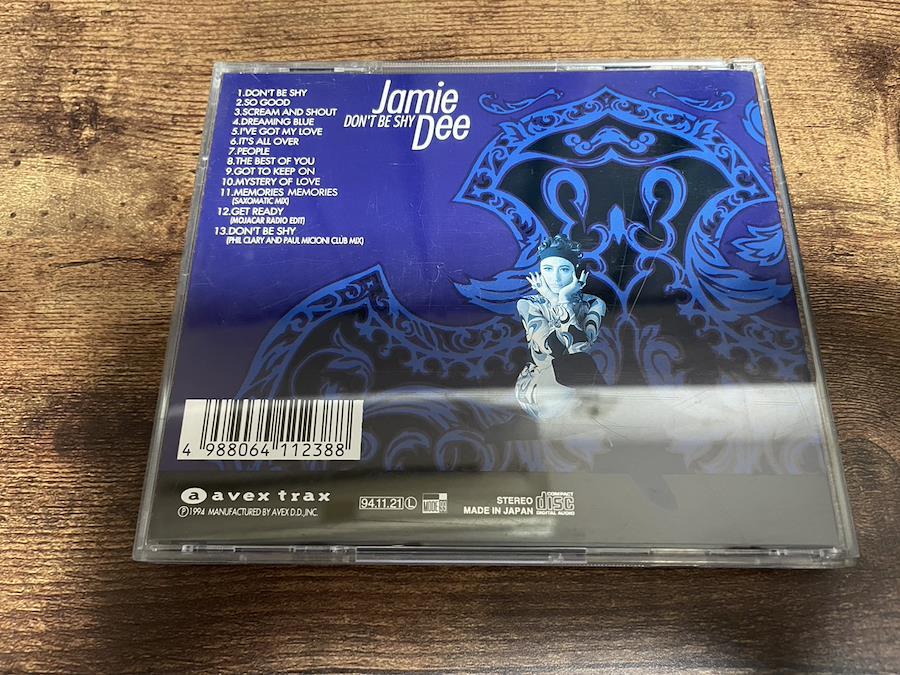 1.DON'T BE SHY
2.SO GOOD
3.SCREAM AND SHOUT
4.DREAMING BLUE
5.I'VE GOT MY LOVE
6.IT'S ALL OVER
7.PEOPLE
8.THE BEST OF YOU
9.GOT TO KEEP ON
10.MYSTERY OF LOVE
11.MEMORIES MEMORIES
(SAXOMATIC MIX)
12.GET READY
(MOJACAR RADIO EDIT)
13.DON'T BE SHY
(PHIL CLARY AND PAUL MICIONI CLUB MIX)
Jamie
DON'T BE SHY Dee
4 988064 112388
a avex trax
Ⓟ1994 MANUFACTURED BY AVEX D.D., INC.
94.11.21 Ⓛ
MODE 99
STEREO
MADE IN JAPAN
COMPACT
disc
DIGITAL AUDIO